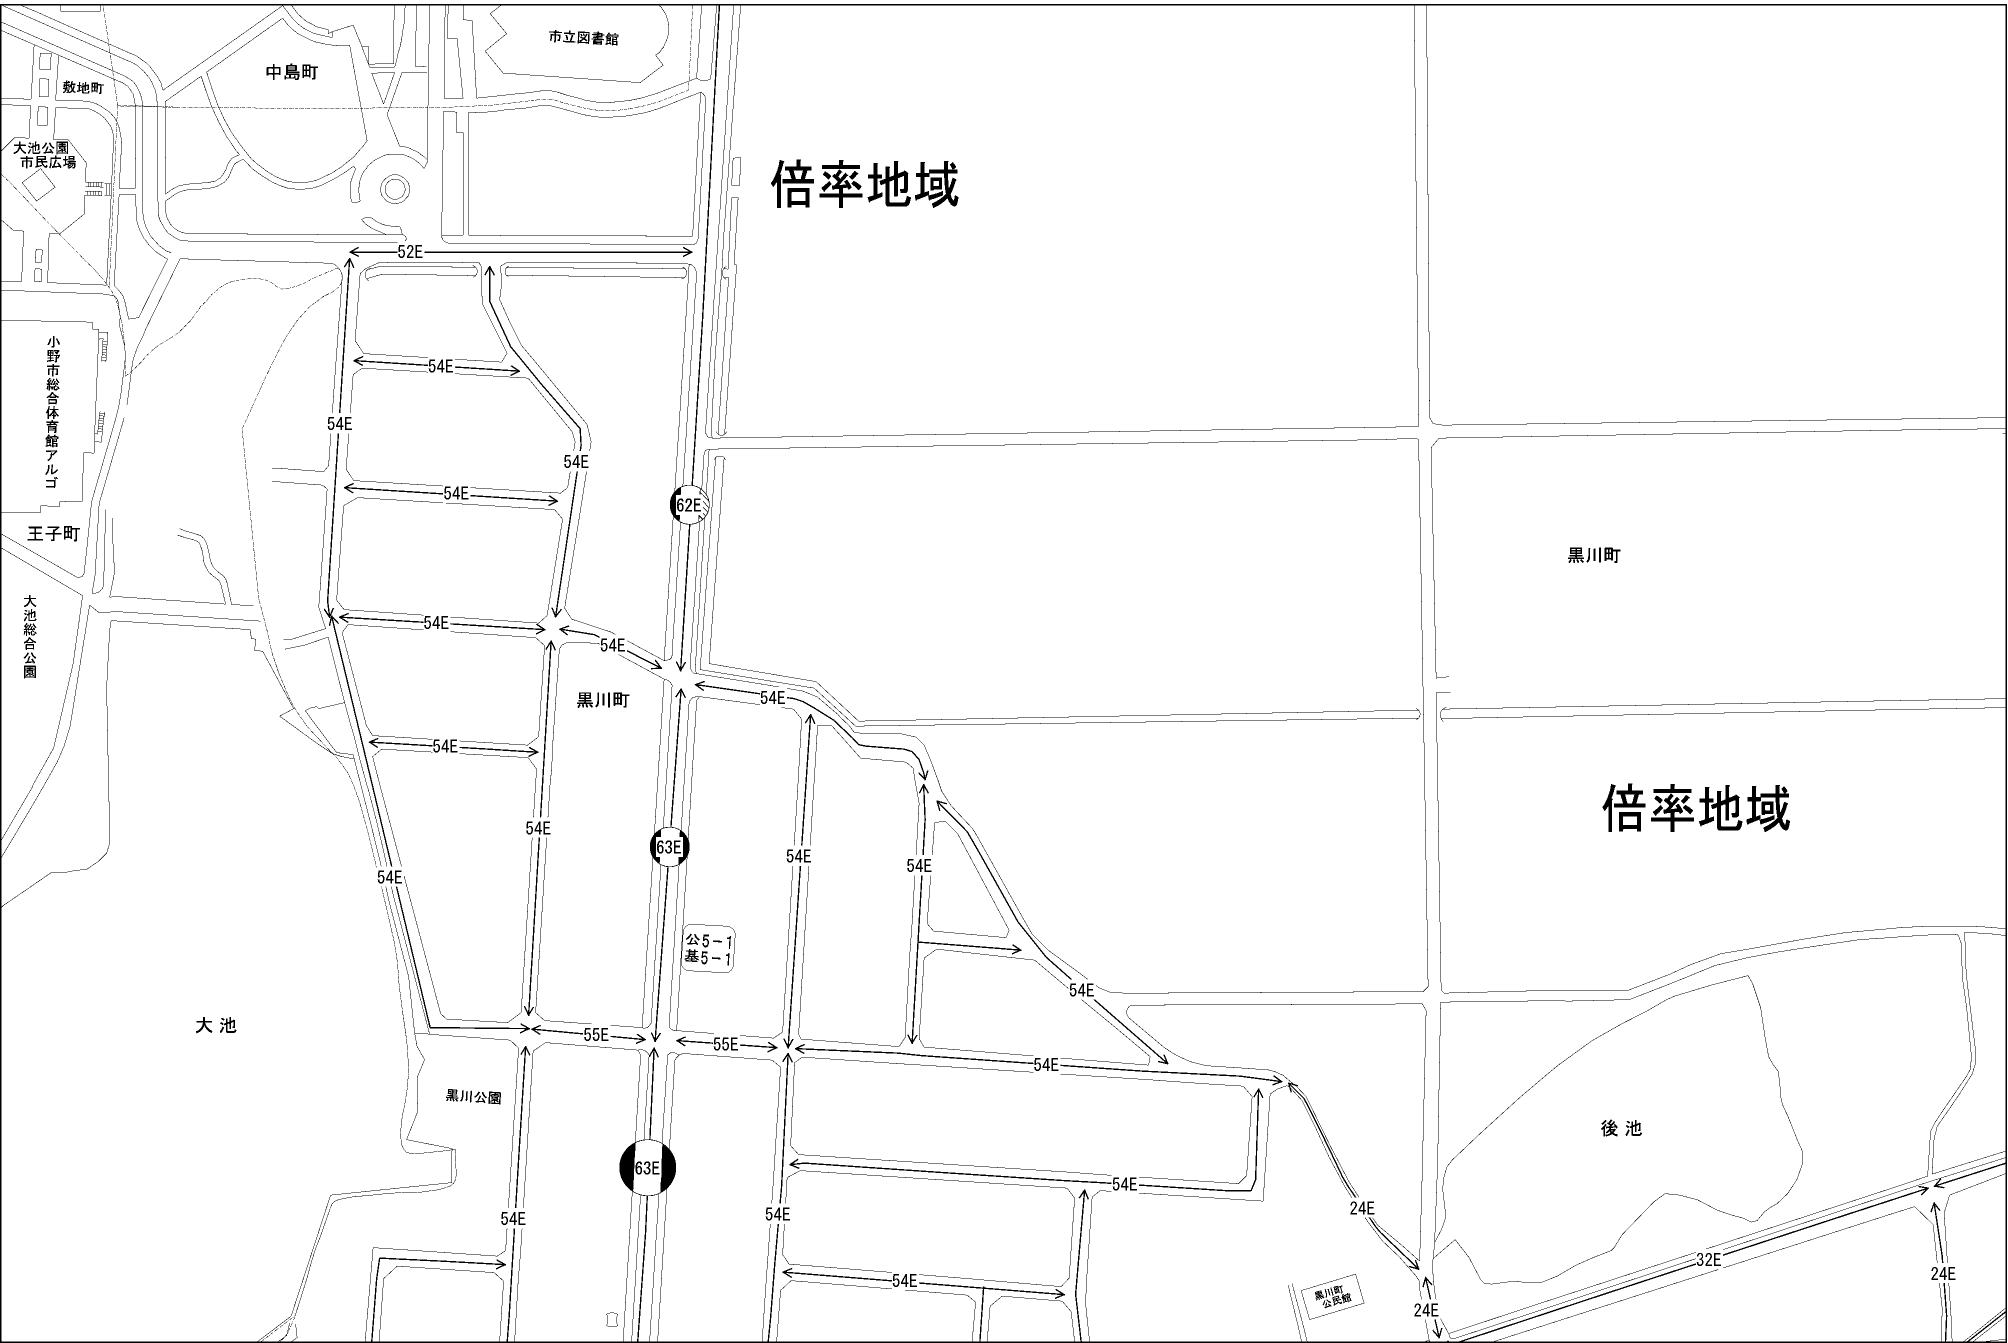 市立図書館
中島町
敷地町
大池公園
市民広場
倍率地域
52E
小野市総合体育館アルゴ
54E
54E
54E
54E
62E
王子町
黒川町
大池総合公園
54E
54E
黒川町
54E
54E
倍率地域
54E
63E
54E
54E
54E
公5-1
基5-1
54E
大池
55E
55E
54E
黒川公園
後池
63E
54E
54E
54E
24E
32E
54E
24E
黒川町
公民館
24E